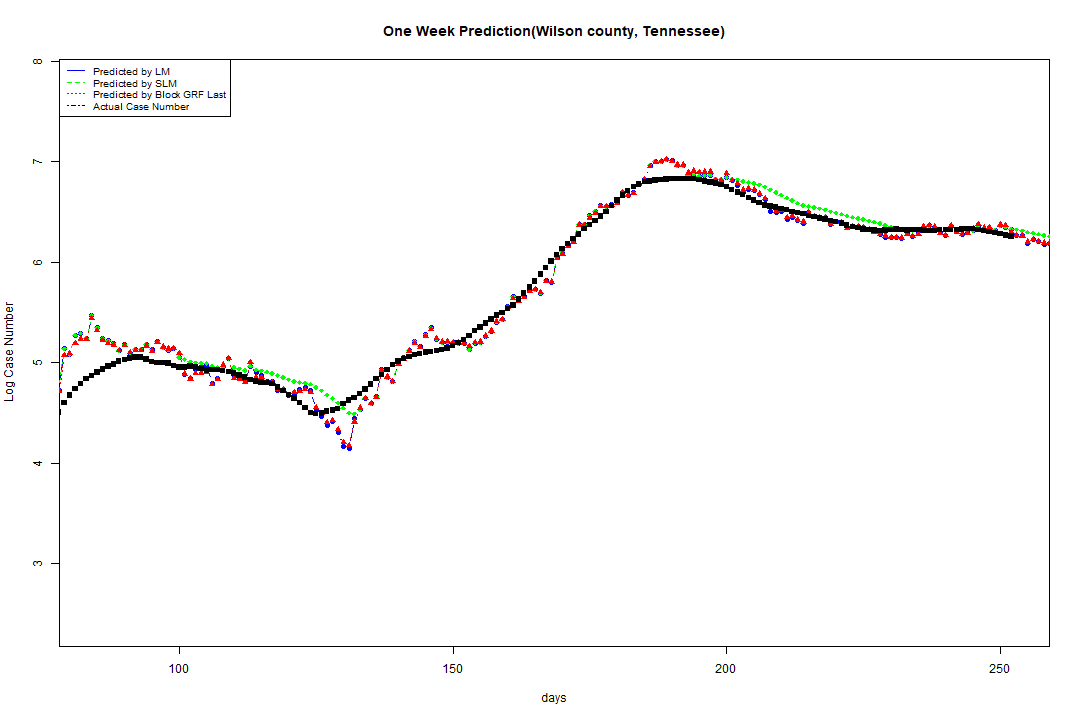 One Week Prediction(Wilson county, Tennessee)
Predicted by LM
Predicted by SLM
Predicted by Block GRF Last
Actual Case Number
8
7
6
5
4
3
Log Case Number
100
150
200
250
days